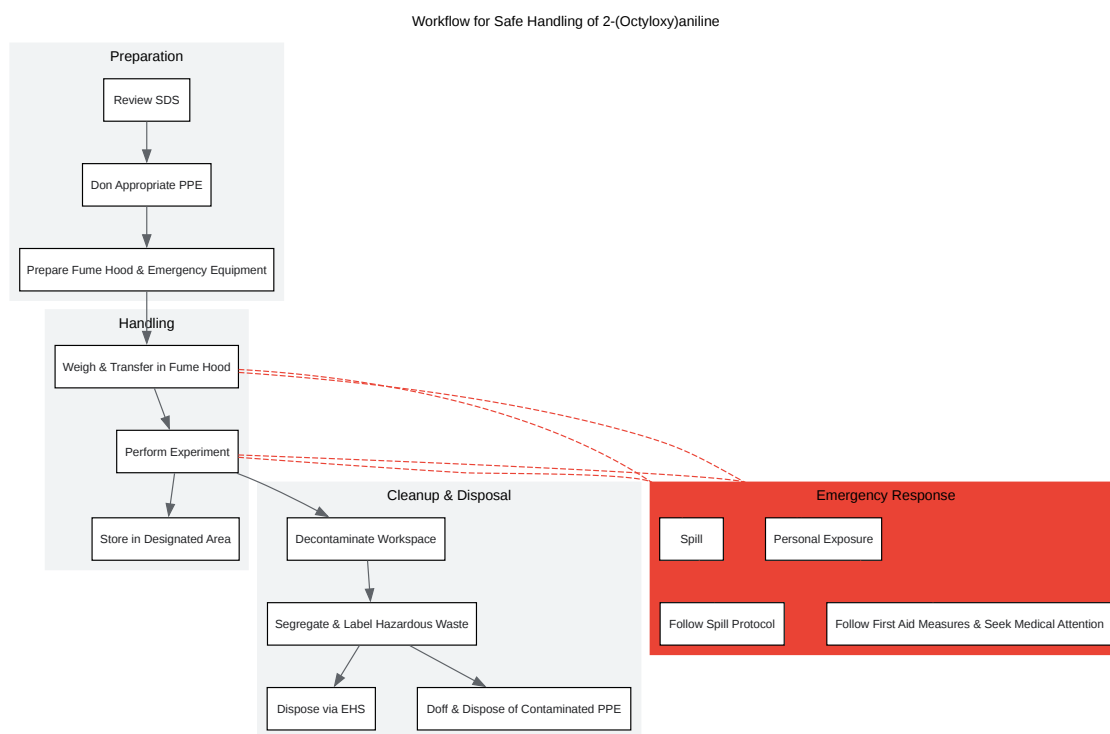 Workflow for Safe Handling of 2-(Octyloxy)aniline
Preparation
Review SDS
Don Appropriate PPE
Prepare Fume Hood & Emergency Equipment
Handling
Weigh & Transfer in Fume Hood
Perform Experiment
Store in Designated Area
Cleanup & Disposal
Decontaminate Workspace
Segregate & Label Hazardous Waste
Dispose via EHS
Doff & Dispose of Contaminated PPE
Emergency Response
Spill
Personal Exposure
Follow Spill Protocol
Follow First Aid Measures & Seek Medical Attention